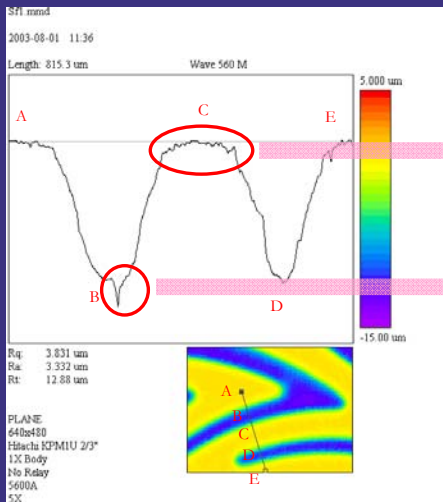 Sf1.mmd
2003-08-01 11:36
Length: 815.3 um Wave 560 M
5.000 um
A
C
E
B
D
-15.00 um
Rq: 3.831 um
Ra: 3.332 um
Rt: 12.88 um
A
B
C
D
E
PLANE
640x480
Hitachi KPM1U 2/3"
1X Body
No Relay
5600A
5X